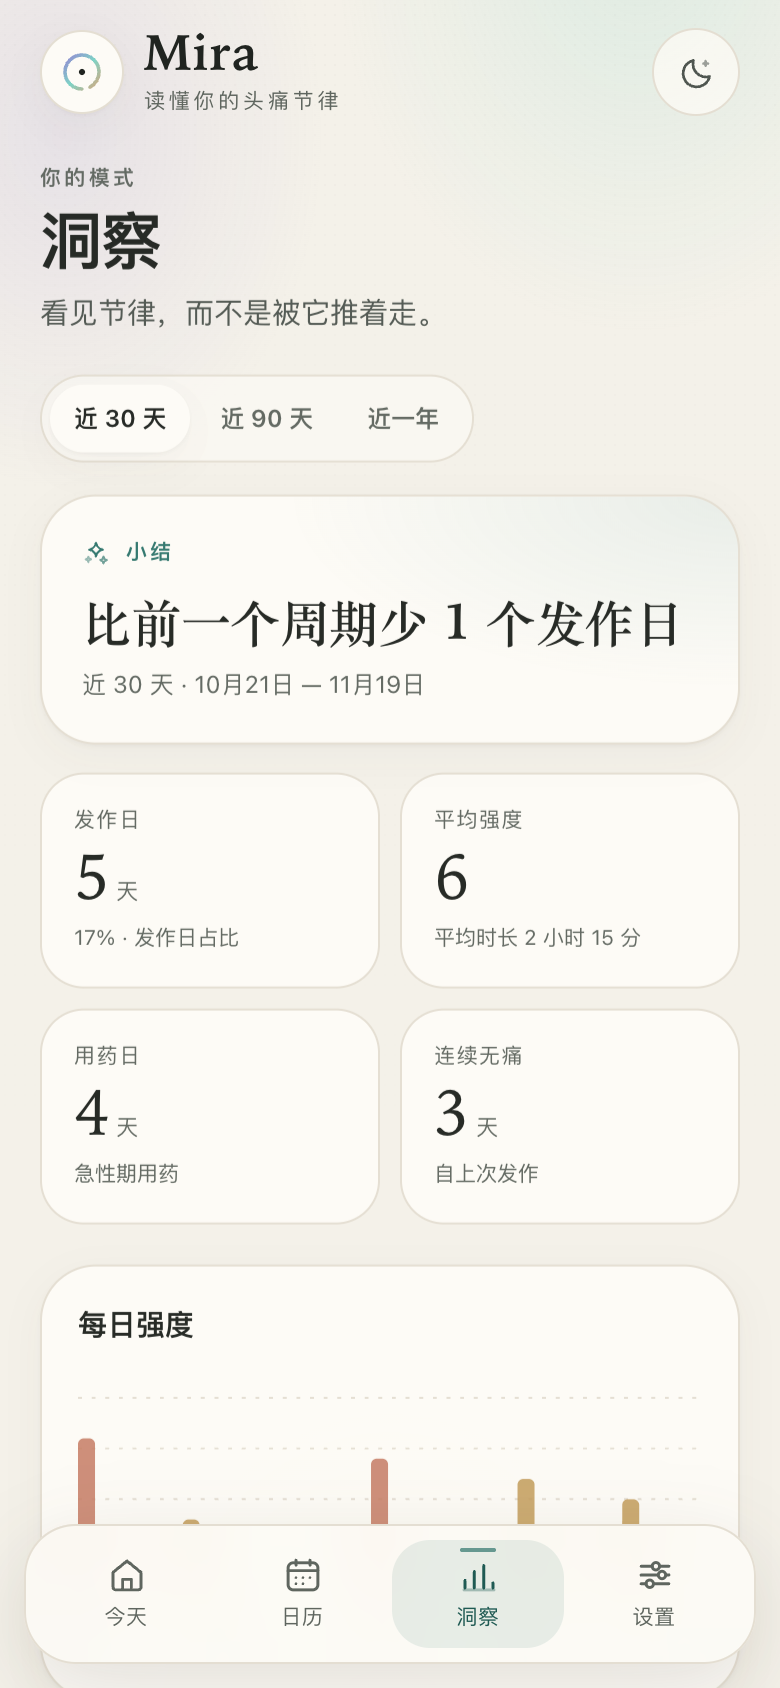 Mira
读懂你的头痛节律
你的模式
洞察
看见节律，而不是被它推着走。
近 30 天
近 90 天
近一年
小结
比前一个周期少 1 个发作日
近 30 天 · 10月21日 — 11月19日
发作日
5 天
17% · 发作日占比
平均强度
6
平均时长 2 小时 15 分
用药日
4 天
急性期用药
连续无痛
3 天
自上次发作
每日强度
今天
日历
洞察
设置